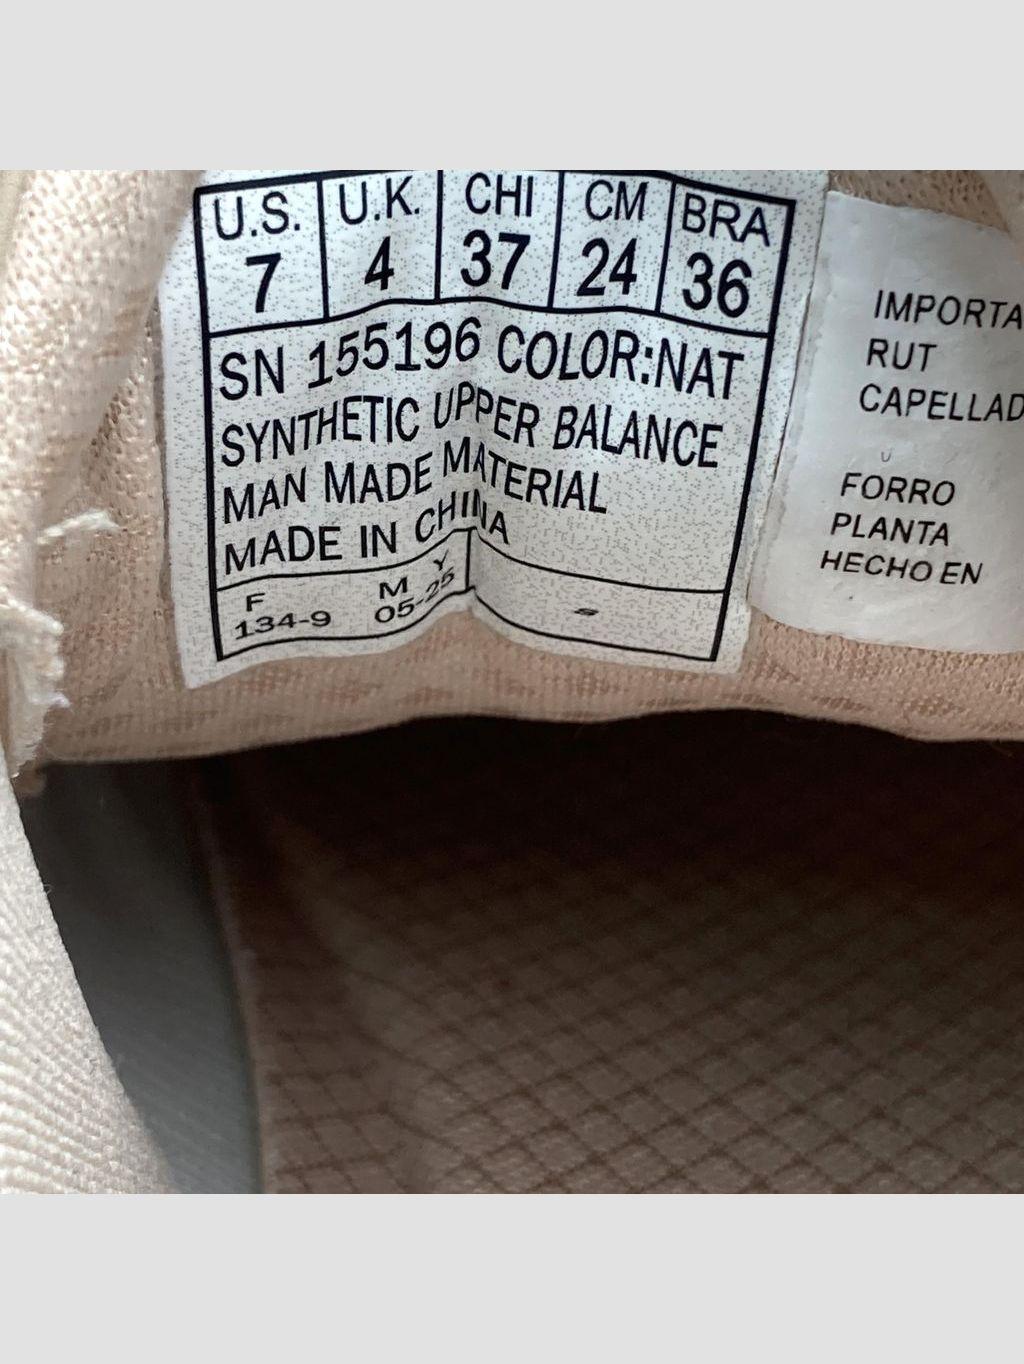 U.S. U.K. CHI CM BRA
7 4 37 24 36
SN 155196 COLOR:NAT
SYNTHETIC UPPER BALANCE
MAN MADE MATERIAL
MADE IN CHINA
F M Y
134-9 05-25
IMPORTA
RUT
CAPELLAD
FORRO
PLANTA
HECHO EN